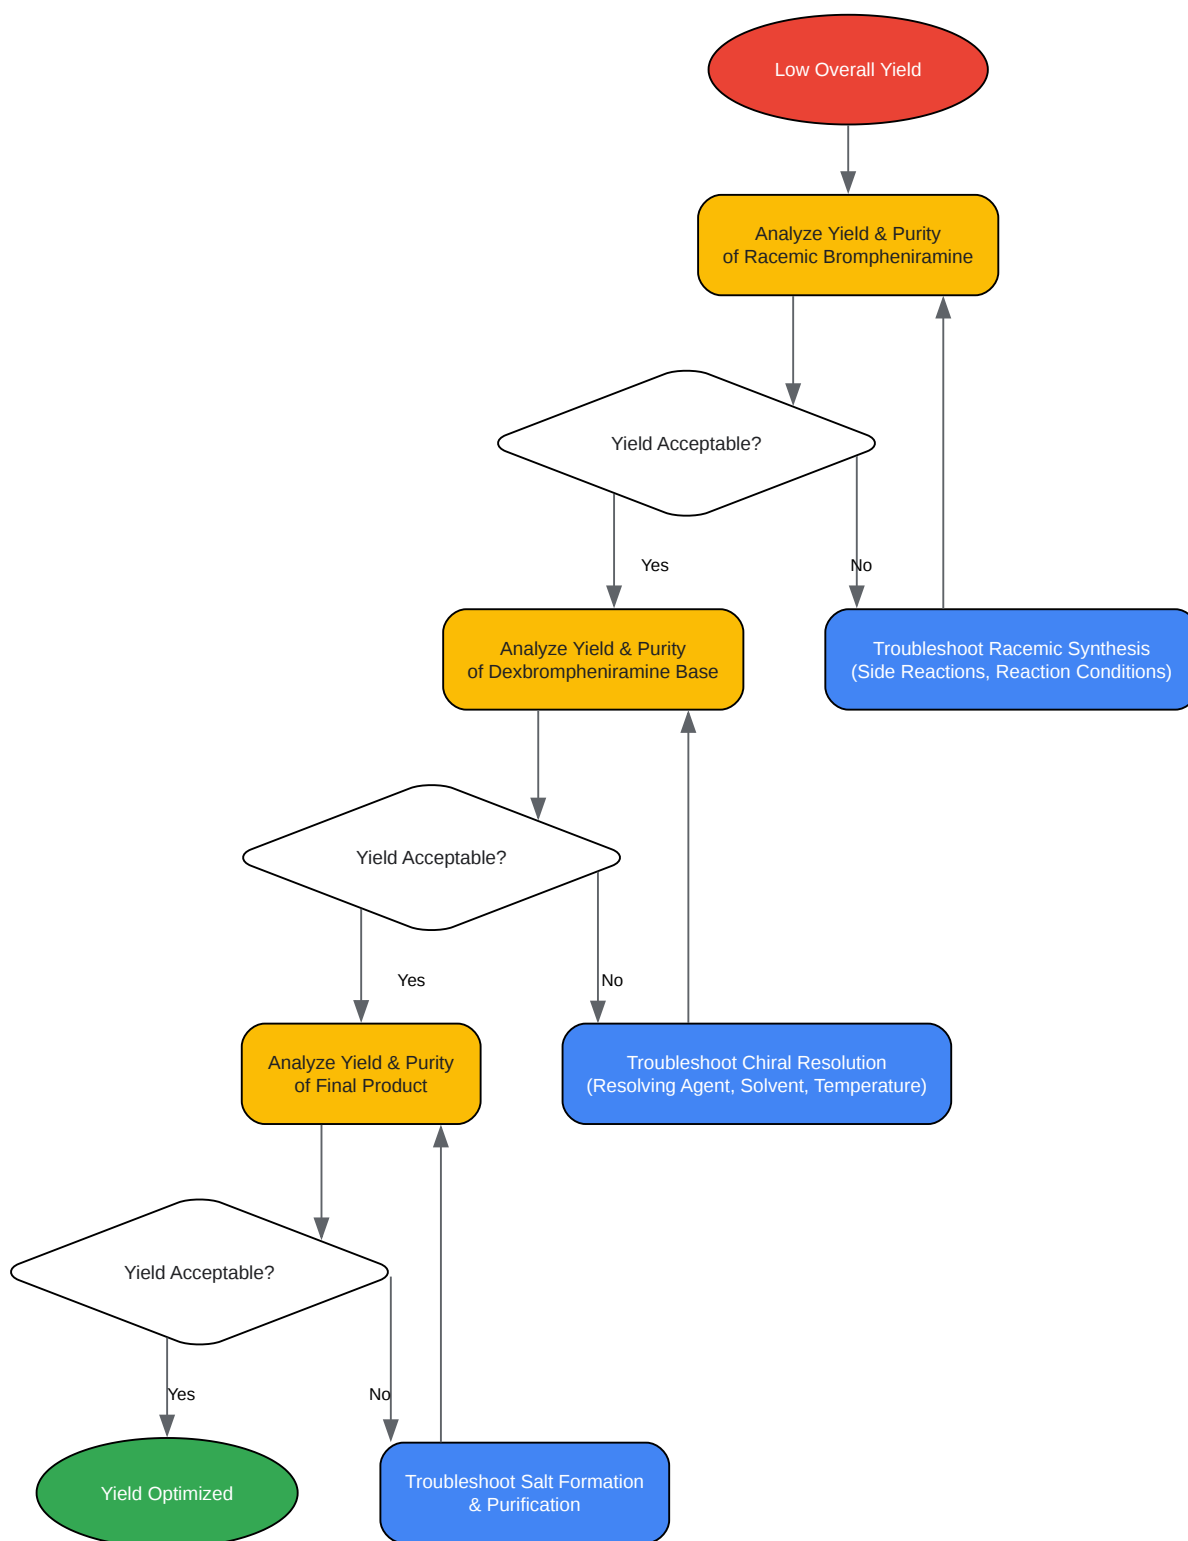 Low Overall Yield
Analyze Yield & Purity
of Racemic Brompheniramine
Yield Acceptable?
Yes
No
Analyze Yield & Purity
of Dexbrompheniramine Base
Troubleshoot Racemic Synthesis
(Side Reactions, Reaction Conditions)
Yield Acceptable?
Yes
No
Analyze Yield & Purity
of Final Product
Troubleshoot Chiral Resolution
(Resolving Agent, Solvent, Temperature)
Yield Acceptable?
Yes
No
Yield Optimized
Troubleshoot Salt Formation
& Purification